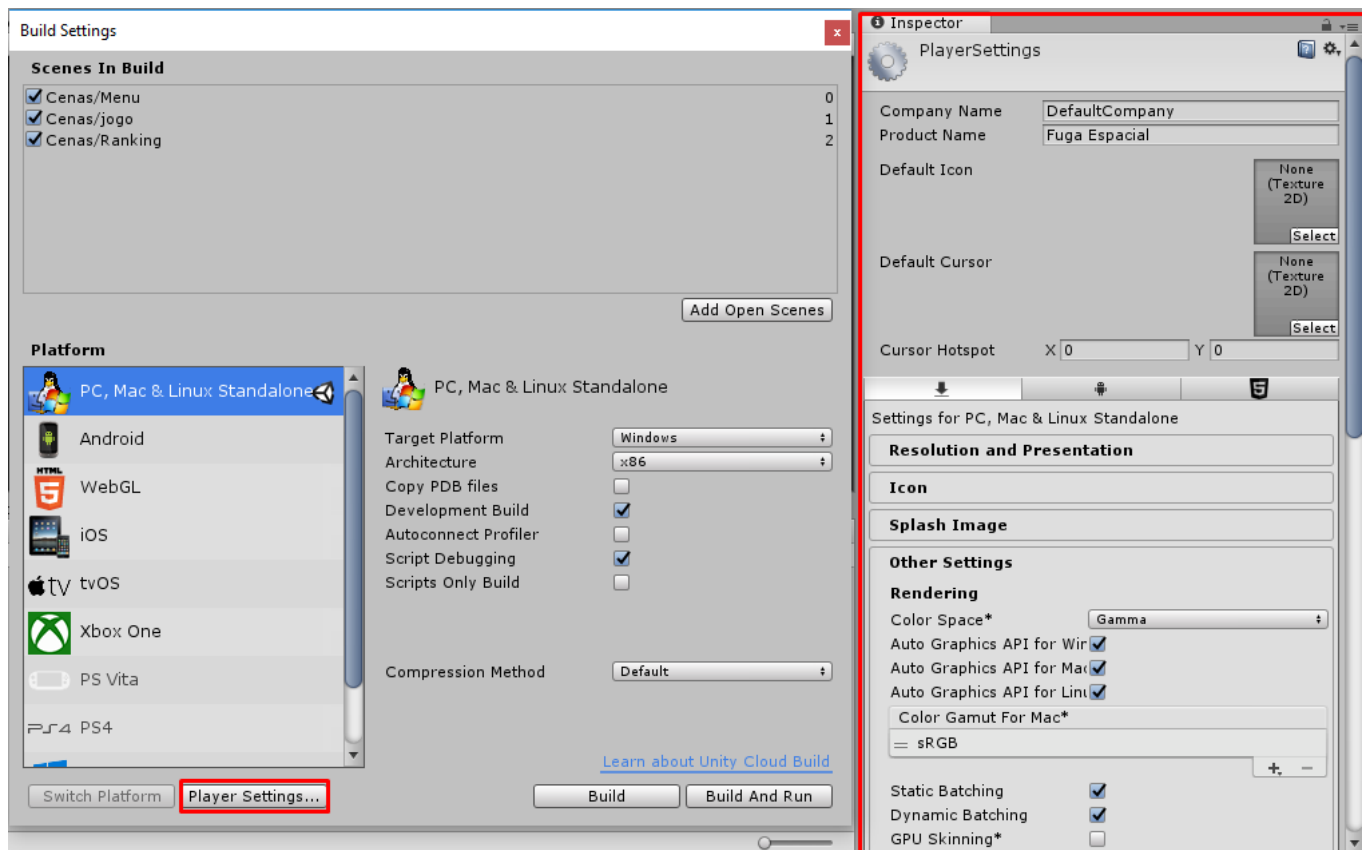 Build Settings
x
Scenes In Build
Cenas/Menu 0
Cenas/jogo 1
Cenas/Ranking 2
Add Open Scenes
Platform
PC, Mac & Linux Standalone
Android
HTML
5
WebGL
iOS
tv tvOS
Xbox One
PS Vita
PS4 PS4
Switch Platform
Player Settings...
PC, Mac & Linux Standalone
Target Platform Windows
Architecture x86
Copy PDB files
Development Build
Autoconnect Profiler
Script Debugging
Scripts Only Build
Compression Method Default
Learn about Unity Cloud Build
Build
Build And Run
Inspector
PlayerSettings
Company Name DefaultCompany
Product Name Fuga Espacial
Default Icon
None
(Texture
2D)
Select
Default Cursor
None
(Texture
2D)
Select
Cursor Hotspot X 0 Y 0
5
Settings for PC, Mac & Linux Standalone
Resolution and Presentation
Icon
Splash Image
Other Settings
Rendering
Color Space* Gamma
Auto Graphics API for Win
Auto Graphics API for Mac
Auto Graphics API for Linu
Color Gamut For Mac*
= sRGB
+ −
Static Batching
Dynamic Batching
GPU Skinning*